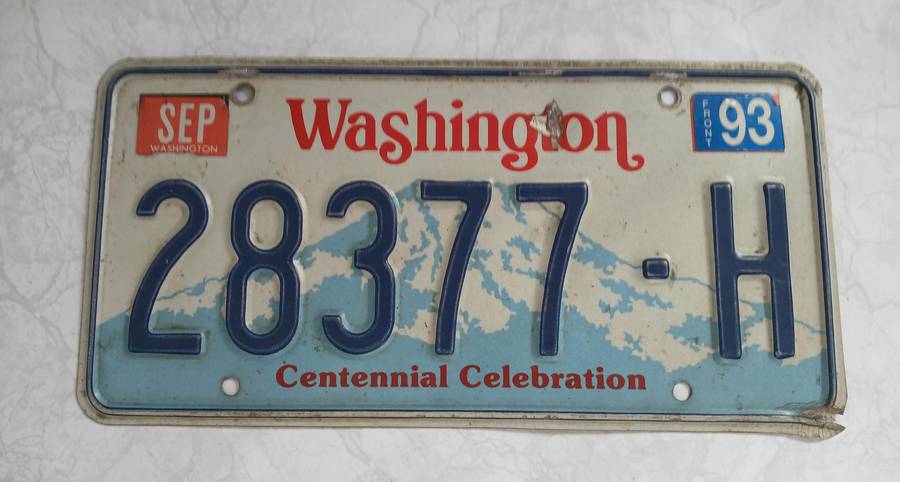 SEP
WASHINGTON
Washington
FRONT
93
28377-H
Centennial Celebration